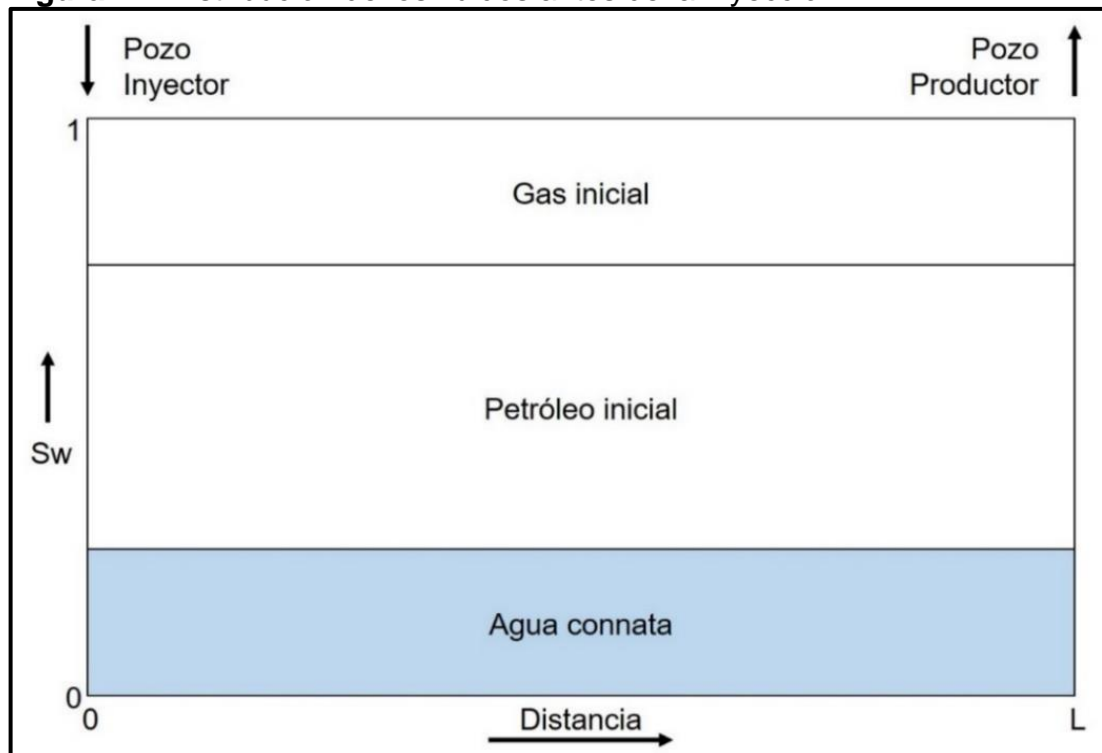 Pozo
Inyector
Pozo
Productor
1
Gas inicial
Petróleo inicial
Sw
Agua connata
0
0
Distancia
L